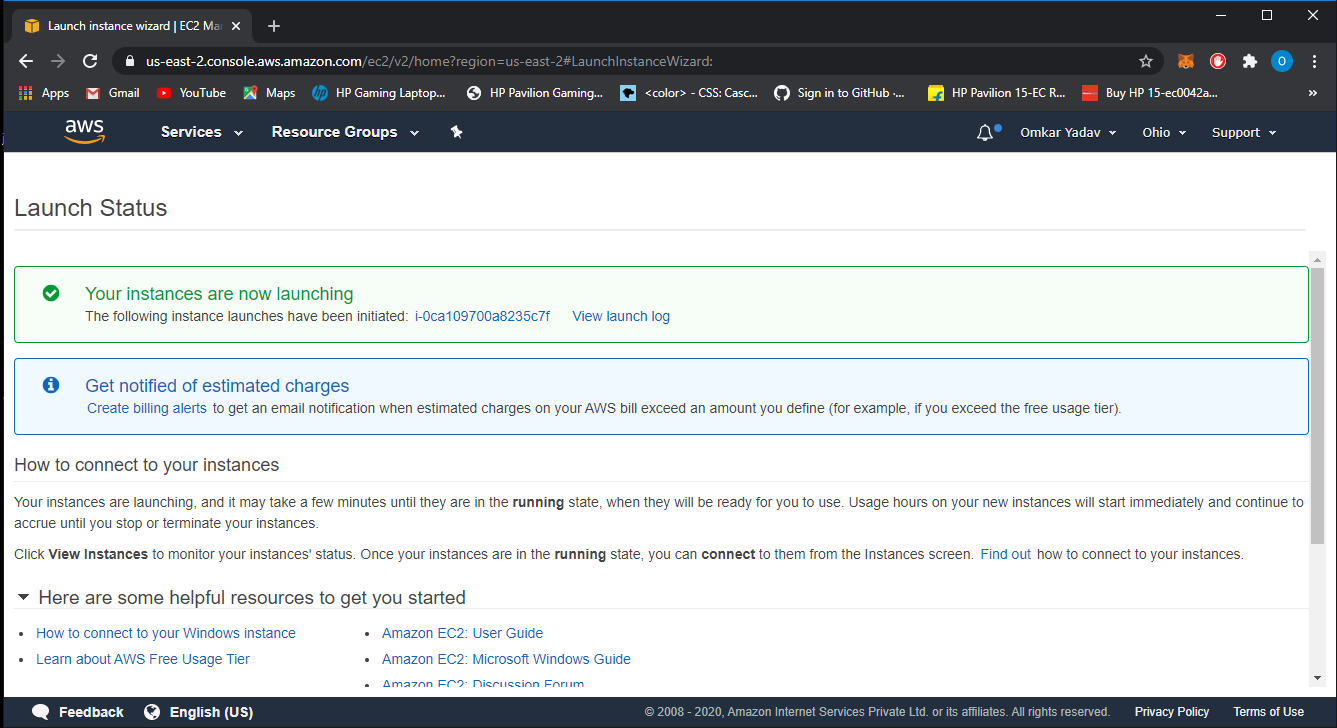 Launch instance wizard | EC2 Ma
us-east-2.console.aws.amazon.com/ec2/v2/home?region=us-east-2#LaunchInstanceWizard:
O
Apps Gmail YouTube Maps HP Gaming Laptop... HP Pavilion Gaming... <color> - CSS: Casc... Sign in to GitHub ·... HP Pavilion 15-EC R... Buy HP 15-ec0042a... »
aws Services Resource Groups Omkar Yadav Ohio Support
Launch Status
Your instances are now launching
The following instance launches have been initiated: i-0ca109700a8235c7f View launch log
Get notified of estimated charges
Create billing alerts to get an email notification when estimated charges on your AWS bill exceed an amount you define (for example, if you exceed the free usage tier).
How to connect to your instances
Your instances are launching, and it may take a few minutes until they are in the running state, when they will be ready for you to use. Usage hours on your new instances will start immediately and continue to
accrue until you stop or terminate your instances.
Click View Instances to monitor your instances' status. Once your instances are in the running state, you can connect to them from the Instances screen. Find out how to connect to your instances.
Here are some helpful resources to get you started
• How to connect to your Windows instance • Amazon EC2: User Guide
• Learn about AWS Free Usage Tier • Amazon EC2: Microsoft Windows Guide
• Amazon EC2: Discussion Forum
Feedback English (US) © 2008 - 2020, Amazon Internet Services Private Ltd. or its affiliates. All rights reserved. Privacy Policy Terms of Use